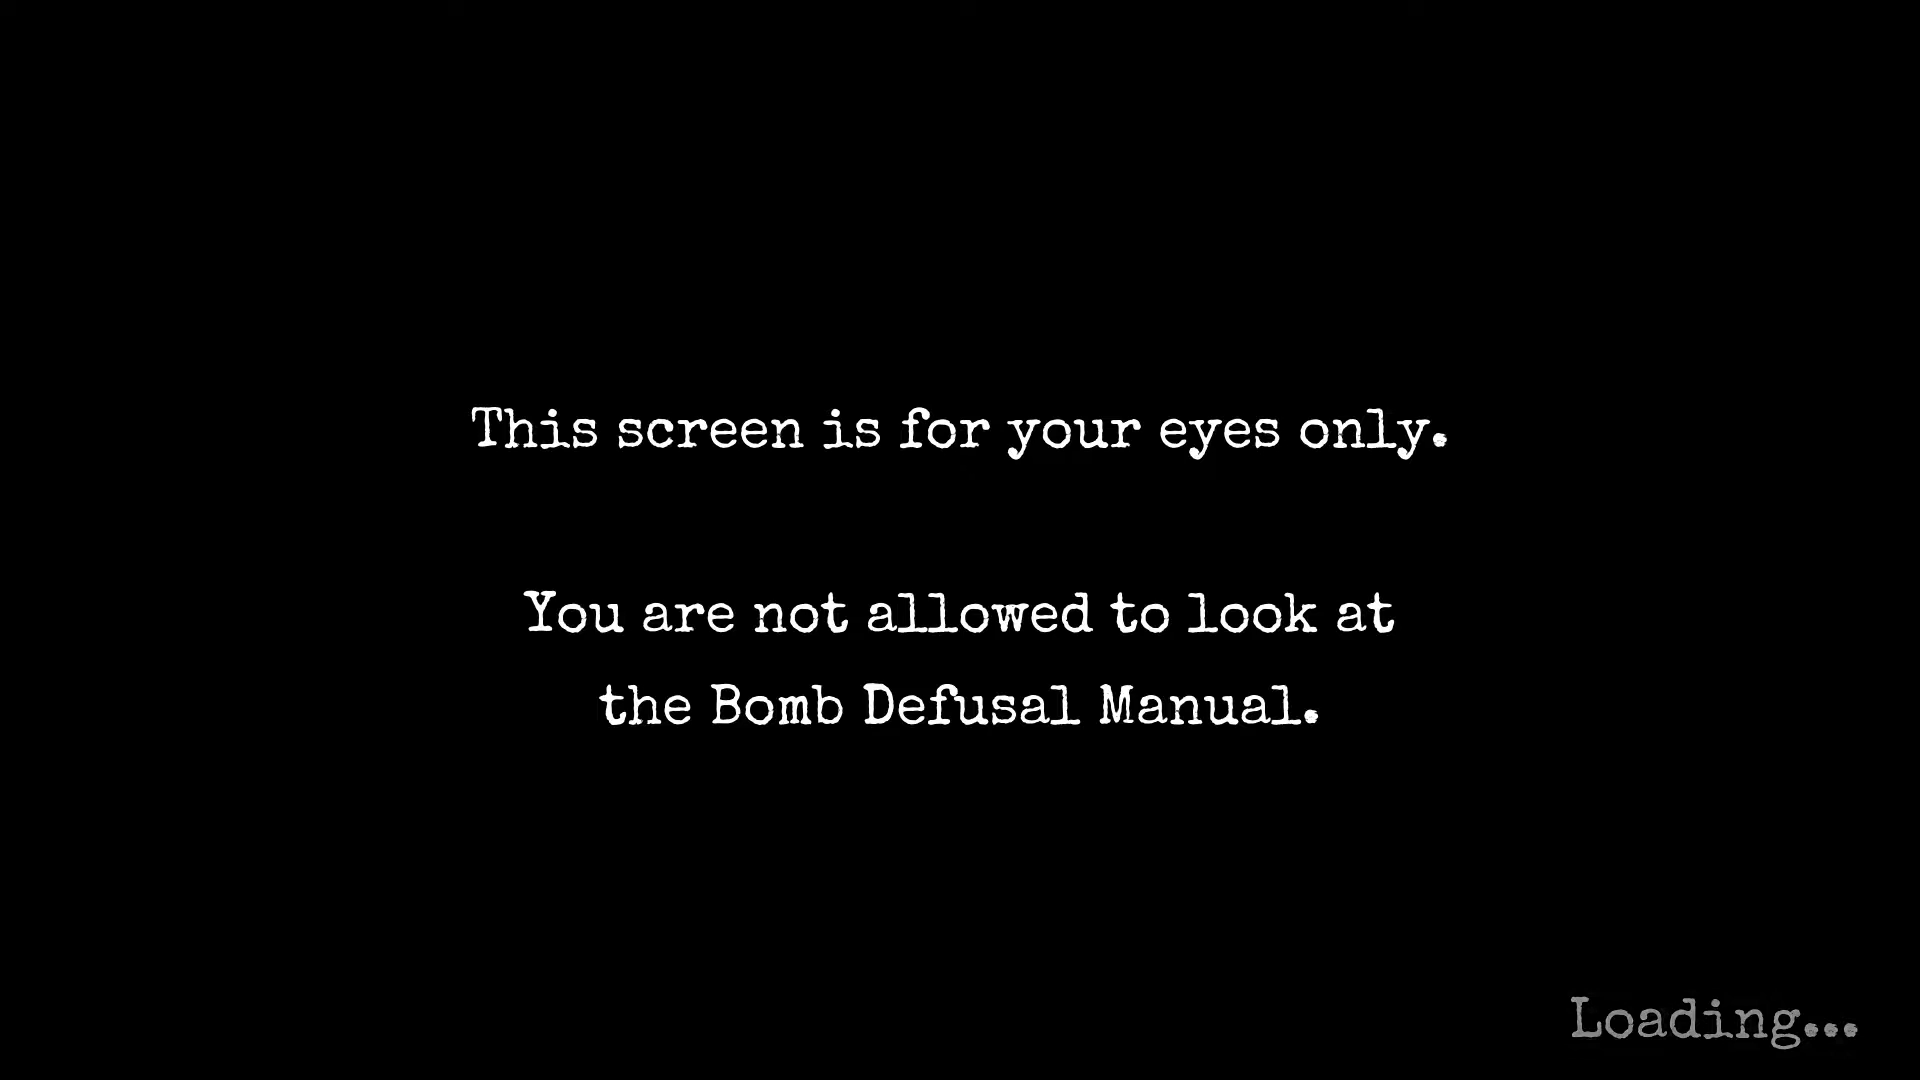 This screen is for your eyes only.
You are not allowed to look at
the Bomb Defusal Manual.
Loading...